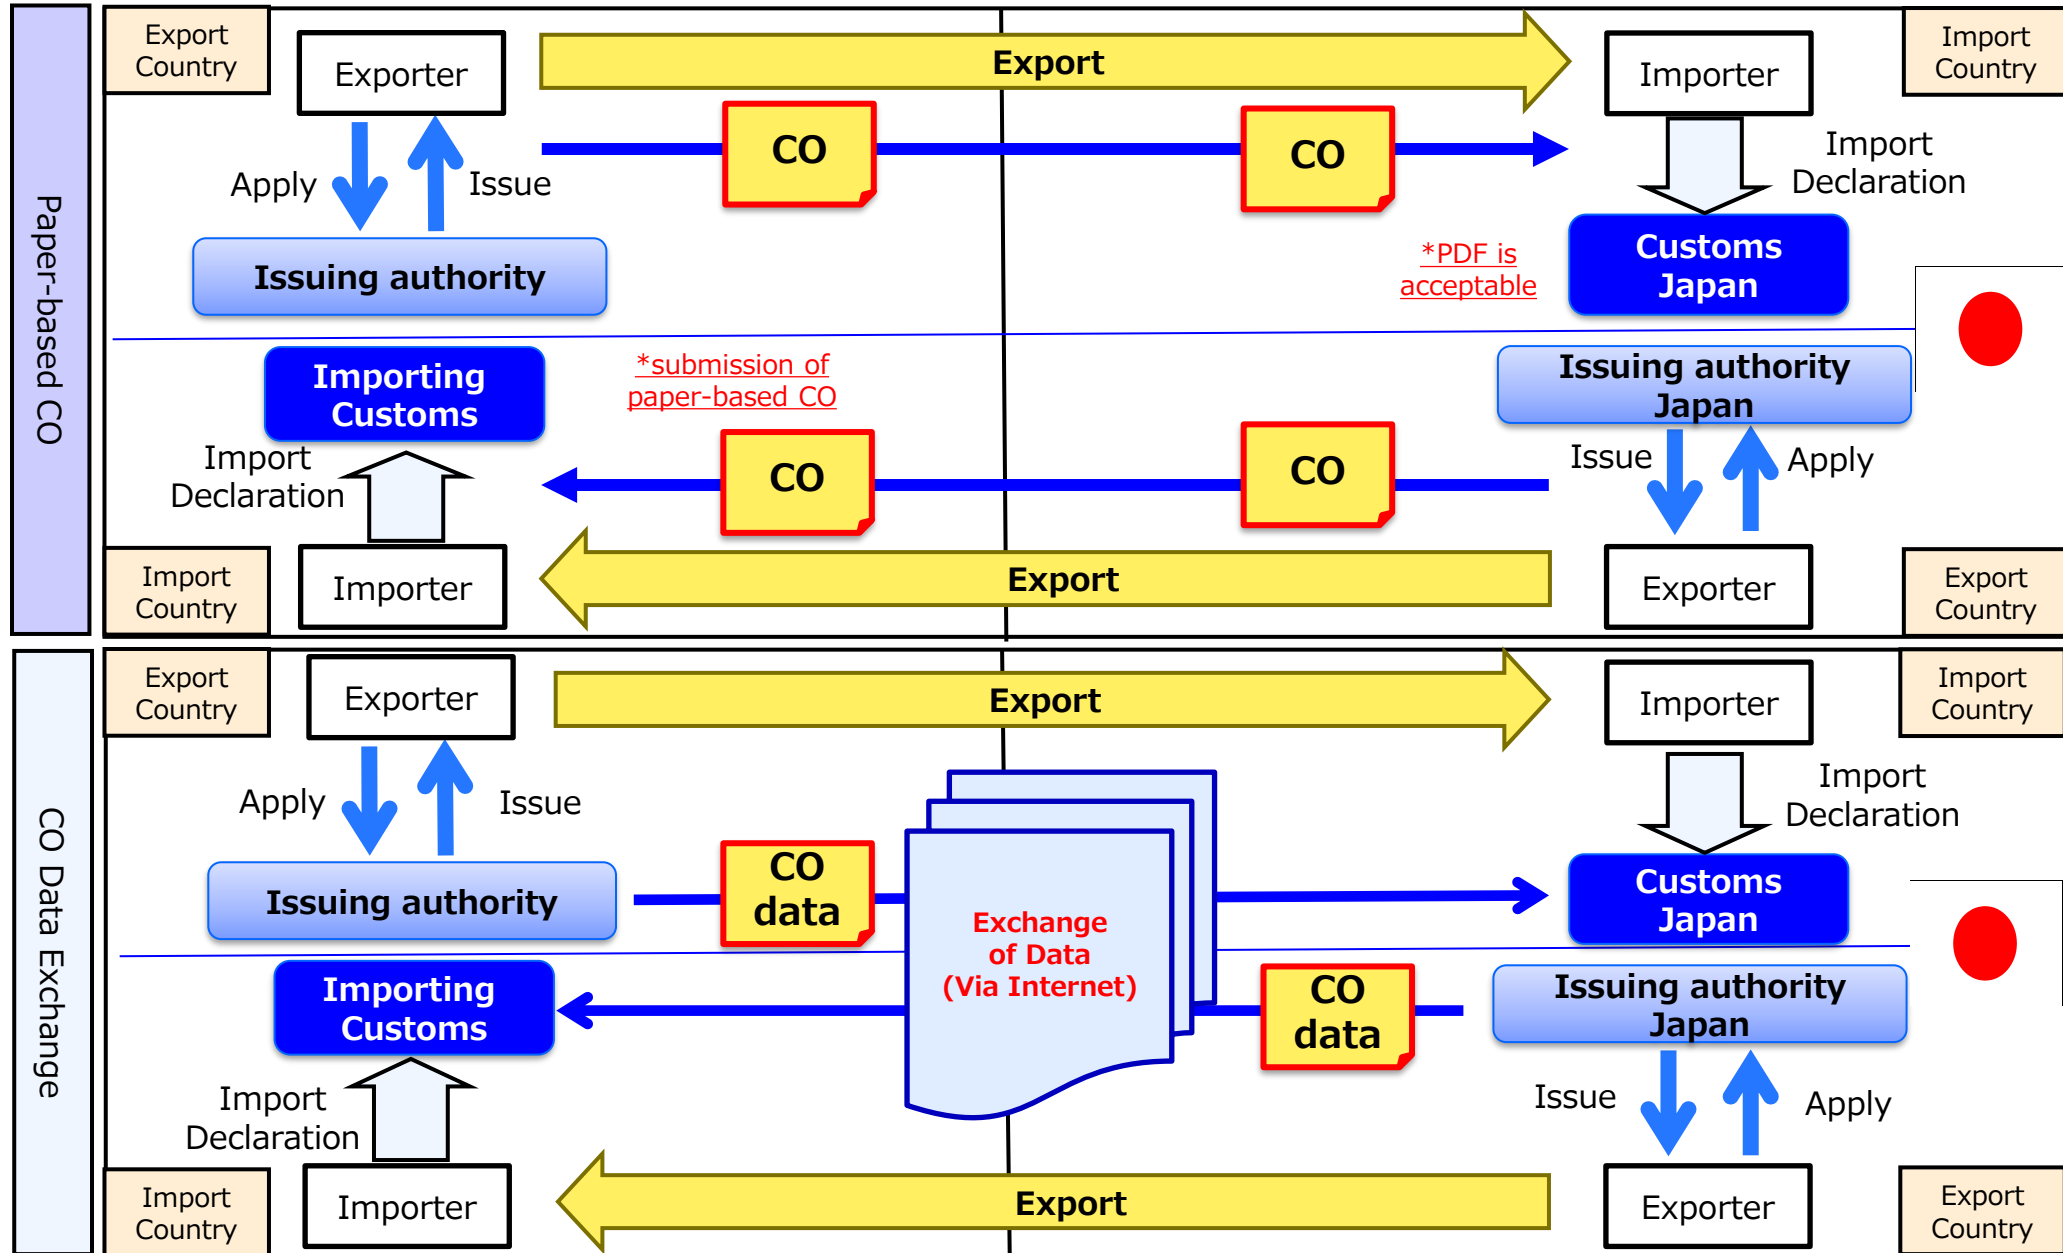 Paper-based CO
Export
Country
Exporter
Export
Importer
Import
Country
CO
CO
Apply
Issue
Import
Declaration
Issuing authority
*PDF is
acceptable
Customs
Japan
Importing
Customs
*submission of
paper-based CO
Issuing authority
Japan
Import
Declaration
CO
CO
Issue
Apply
Import
Country
Importer
Export
Exporter
Export
Country
CO Data Exchange
Export
Country
Exporter
Export
Importer
Import
Country
Apply
Issue
Import
Declaration
Issuing authority
CO
data
Exchange
of Data
(Via Internet)
Customs
Japan
Importing
Customs
CO
data
Issuing authority
Japan
Import
Declaration
Issue
Apply
Import
Country
Importer
Export
Exporter
Export
Country